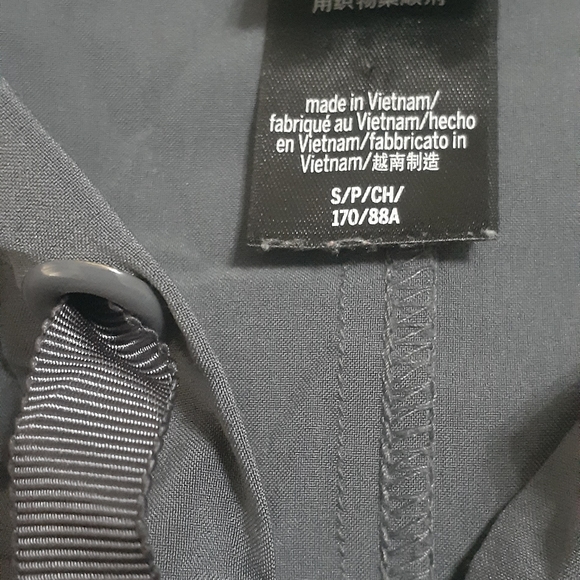 made in Vietnam/
fabriqué au Vietnam/hecho
en Vietnam/fabbricato in
Vietnam/越南制造
S/P/CH/
170/88A